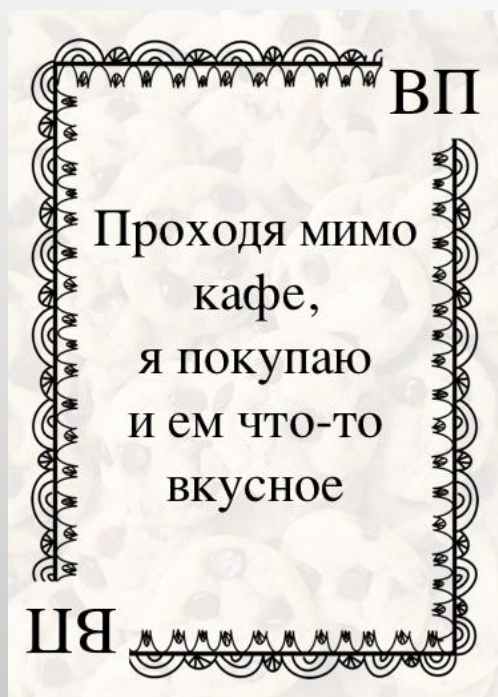 ВП
Проходя мимо
кафе,
я покупаю
и ем что-то
вкусное
ВП